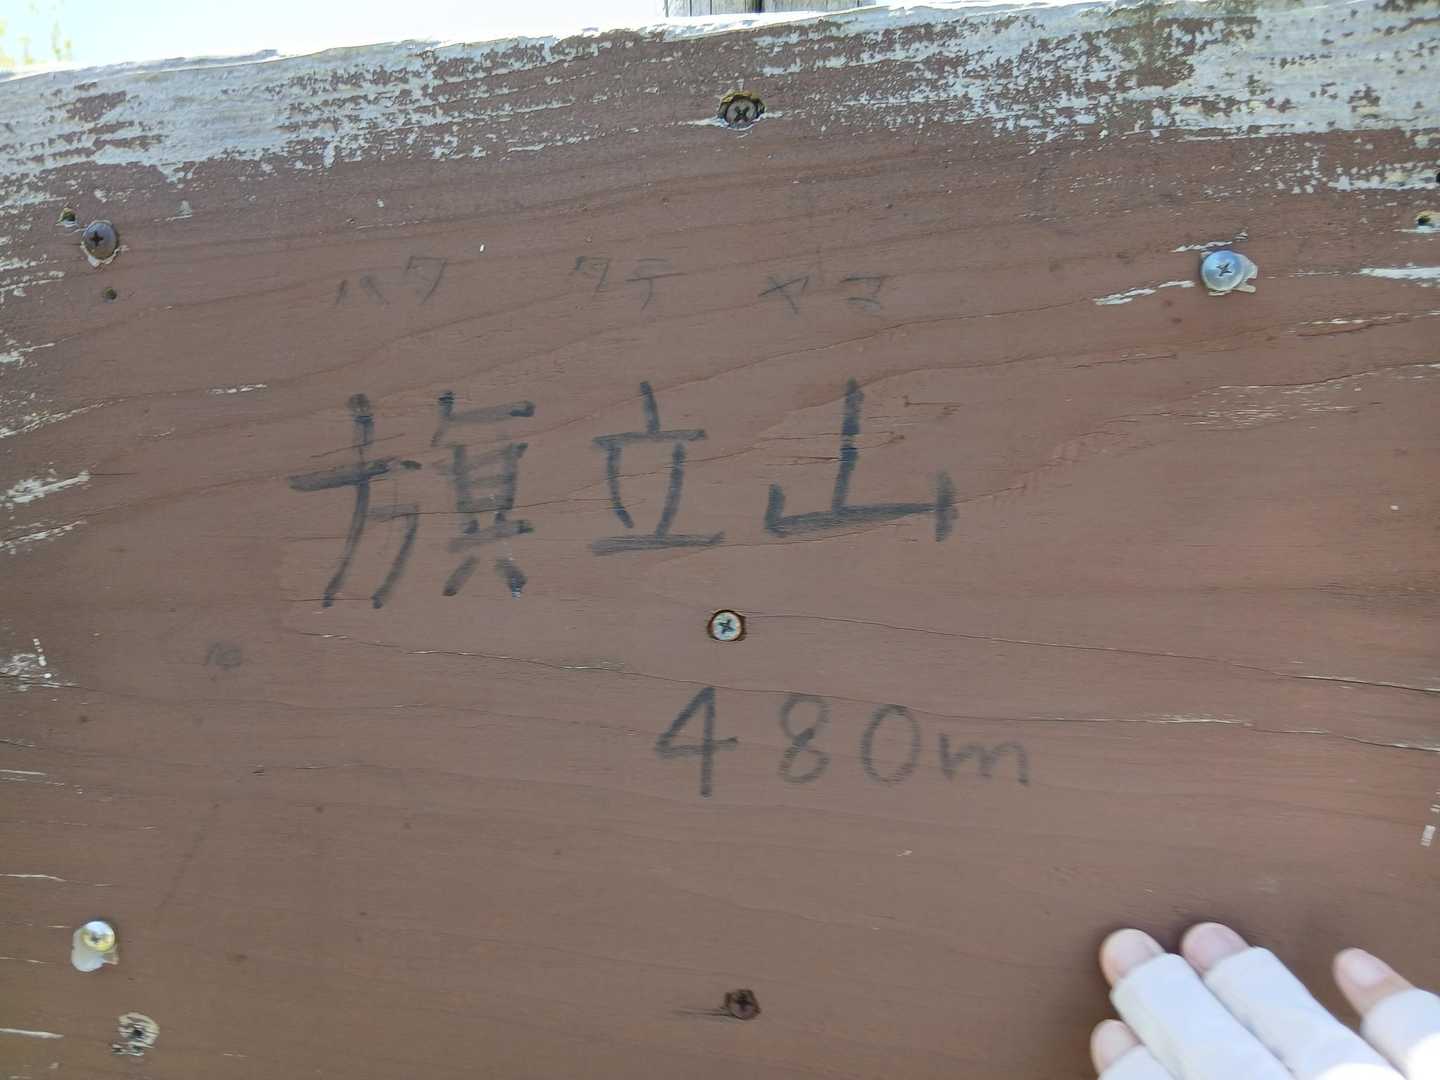 ハタ タテ ヤマ
旗立山
480m